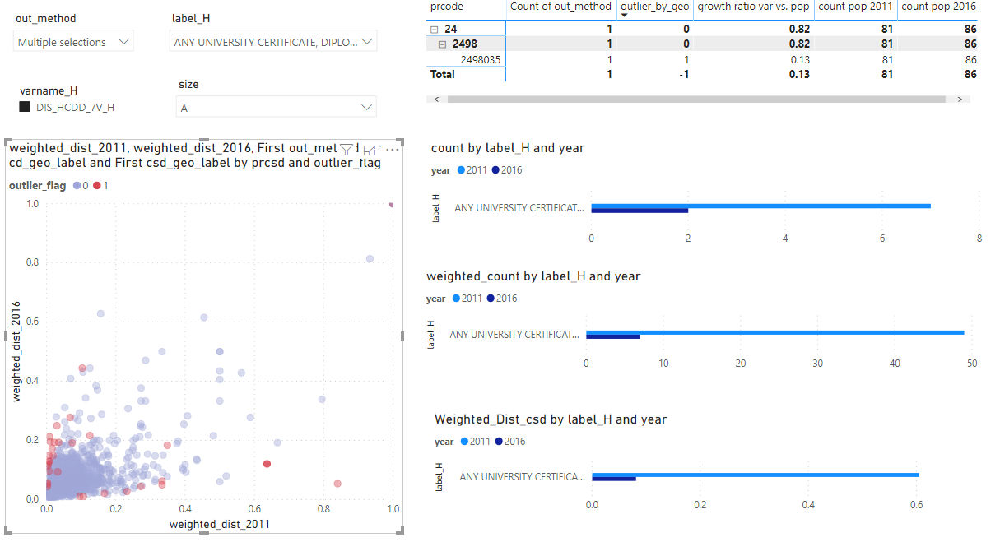 out_method
label_H
Multiple selections
ANY UNIVERSITY CERTIFICATE, DIPLO...
varname_H
DIS_HCDD_7V_H
size
A
prcode Count of out_method outlier_by_geo growth ratio var vs. pop count pop 2011 count pop 2016
24 1 0 0.82 81 86
2498 1 0 0.82 81 86
2498035 1 1 0.13 81 86
Total 1 -1 0.13 81 86
weighted_dist_2011, weighted_dist_2016, First out_met
cd_geo_label and First csd_geo_label by prcsd and outlier_flag
outlier_flag 0 1
weighted_dist_2016
1.0
0.8
0.6
0.4
0.2
0.0
0.0 0.2 0.4 0.6 0.8 1.0
weighted_dist_2011
count by label_H and year
year 2011 2016
label_H
ANY UNIVERSITY CERTIFICAT...
0 2 4 6 8
weighted_count by label_H and year
year 2011 2016
label_H
ANY UNIVERSITY CERTIFICAT...
0 10 20 30 40 50
Weighted_Dist_csd by label_H and year
year 2011 2016
label_H
ANY UNIVERSITY CERTIFICA...
0.0 0.2 0.4 0.6